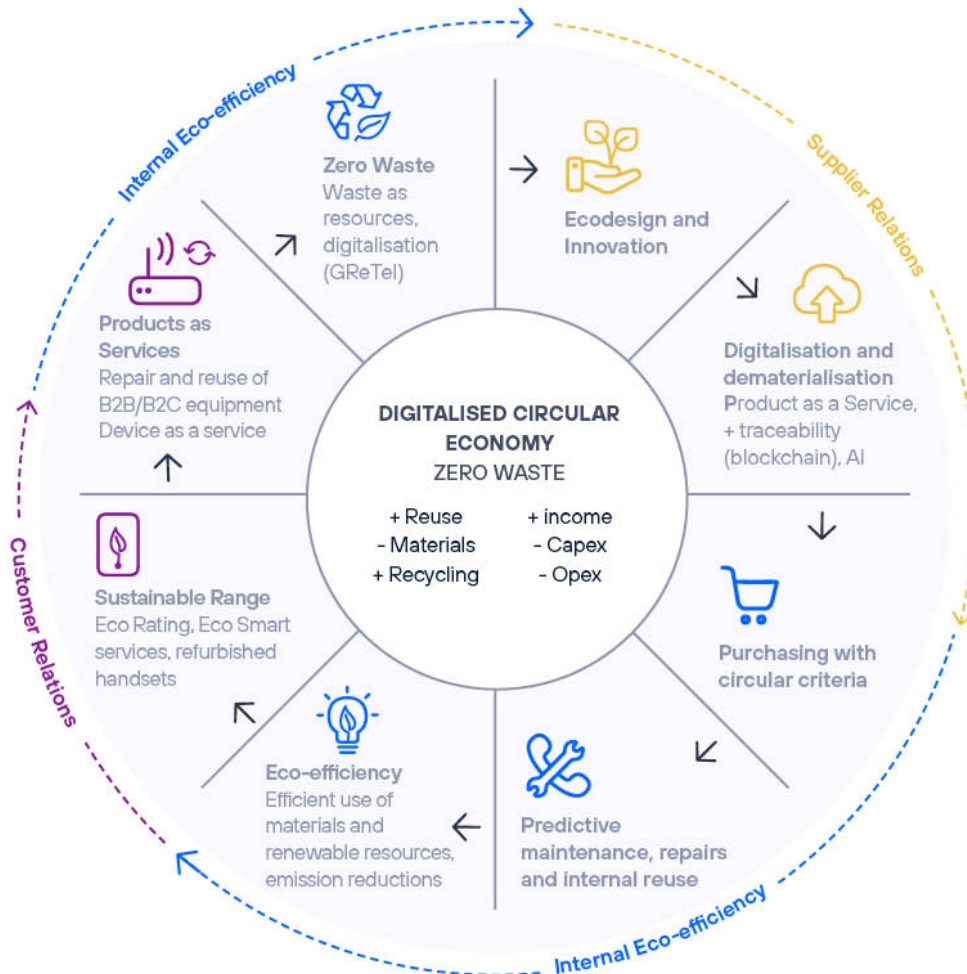 Internal Eco-efficiency
Supplier Relations
Zero Waste
Waste as
resources,
digitalisation
(GReTel)
Ecodesign and
Innovation
Digitalisation and
dematerialisation
Product as a Service,
+ traceability
(blockchain), AI
Purchasing with
circular criteria
Predictive
maintenance, repairs
and internal reuse
Internal Eco-efficiency
Eco-efficiency
Efficient use of
materials and
renewable resources,
emission reductions
Sustainable Range
Eco Rating, Eco Smart
services, refurbished
handsets
Customer Relations
Products as
Services
Repair and reuse of
B2B/B2C equipment
Device as a service
DIGITALISED CIRCULAR
ECONOMY
ZERO WASTE
+ Reuse
- Materials
+ Recycling
+ income
- Capex
- Opex